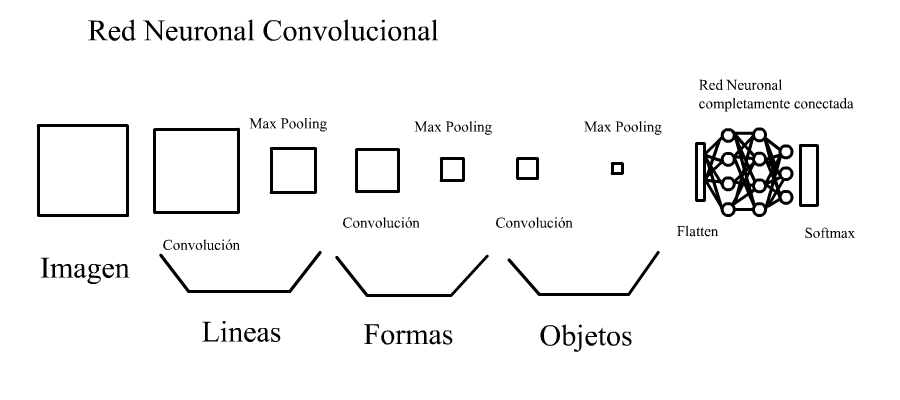 Red Neuronal Convolucional
Red Neuronal
completamente conectada
Max Pooling
Max Pooling
Max Pooling
Convolución
Convolución
Convolución
Flatten
Softmax
Imagen
Lineas
Formas
Objetos